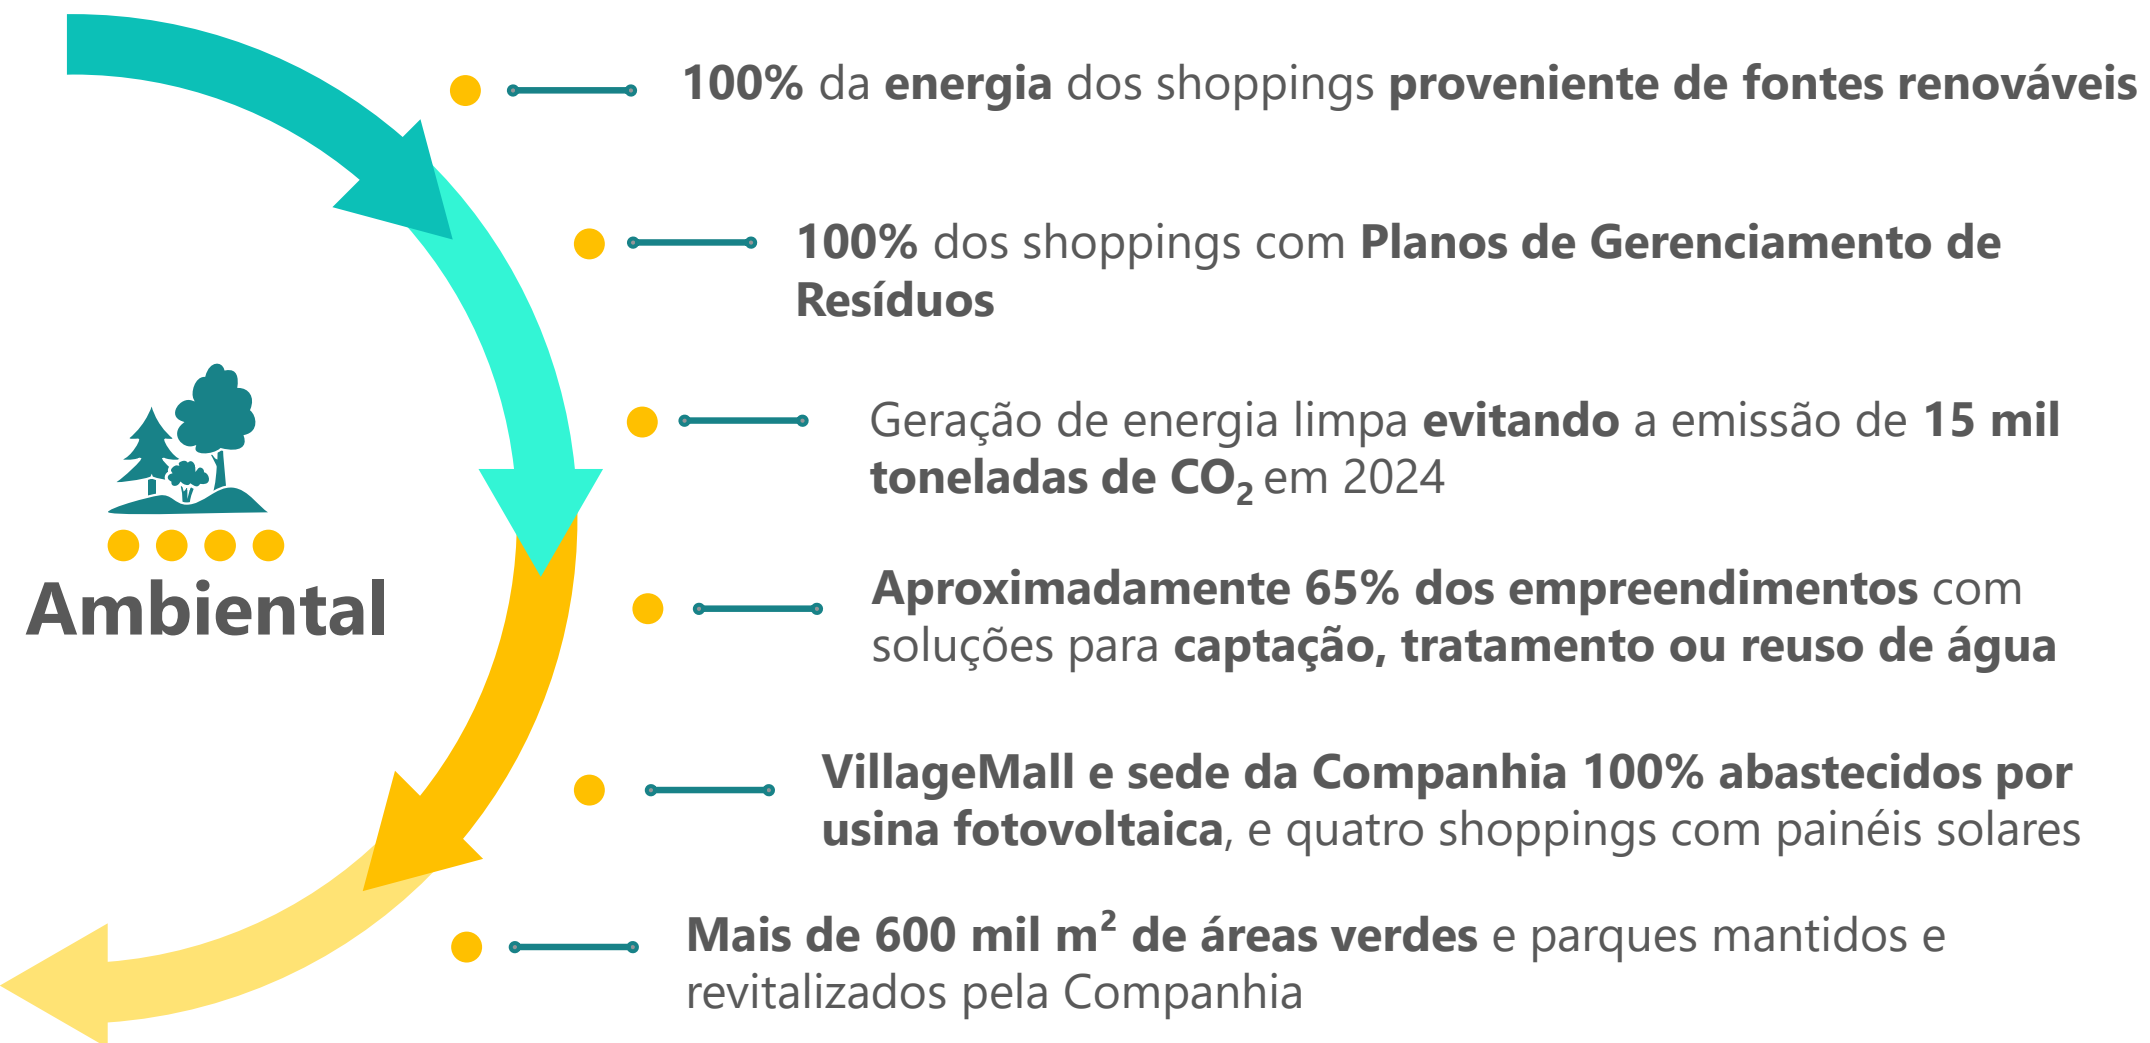 100% da energia dos shoppings proveniente de fontes renováveis
100% dos shoppings com Planos de Gerenciamento de
Resíduos
Geração de energia limpa evitando a emissão de 15 mil
toneladas de CO₂ em 2024
Ambiental
Aproximadamente 65% dos empreendimentos com
soluções para captação, tratamento ou reuso de água
VillageMall e sede da Companhia 100% abastecidos por
usina fotovoltaica, e quatro shoppings com painéis solares
Mais de 600 mil m² de áreas verdes e parques mantidos e
revitalizados pela Companhia